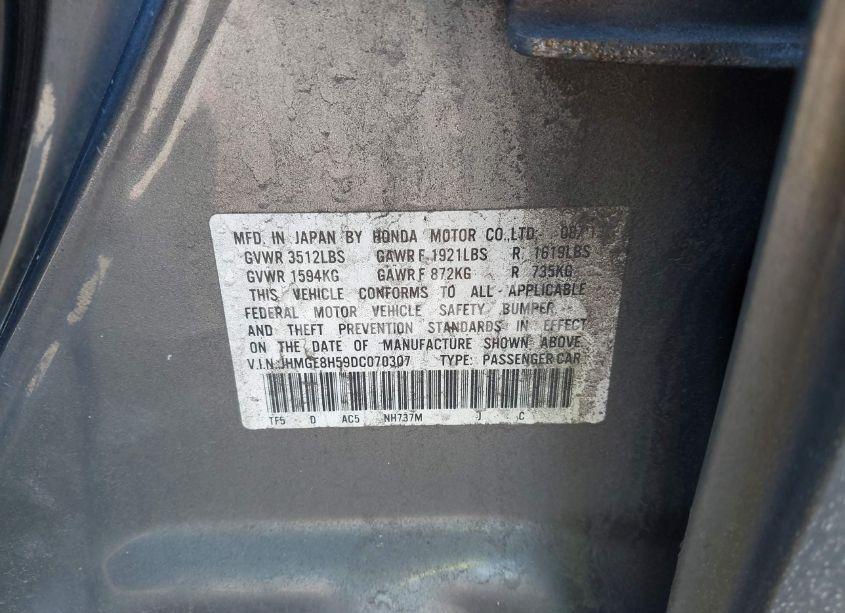 MFD. IN JAPAN BY HONDA MOTOR CO.,LTD.
GVWR 3512LBS GAWR F 1921LBS R 1619LBS
GVWR 1594KG GAWR F 872KG R 735KG
THIS VEHICLE CONFORMS TO ALL APPLICABLE
FEDERAL MOTOR VEHICLE SAFETY BUMPER
AND THEFT PREVENTION STANDARDS IN EFFECT
ON THE DATE OF MANUFACTURE SHOWN ABOVE
V.I.N: JHMGE8H59DC070307 TYPE: PASSENGER CAR
TF5 D AC5 NH737M J C